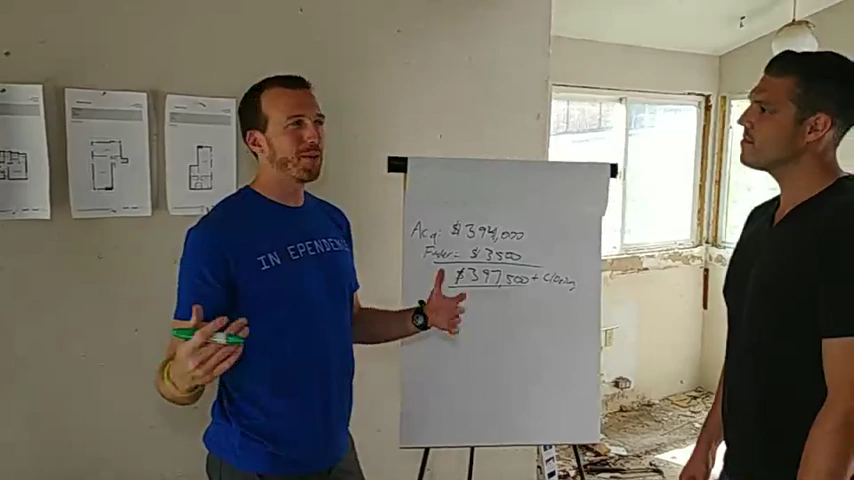 IN EPENDENCE
Acq: $394,000
Finder: $3500
$397,500 + Closing